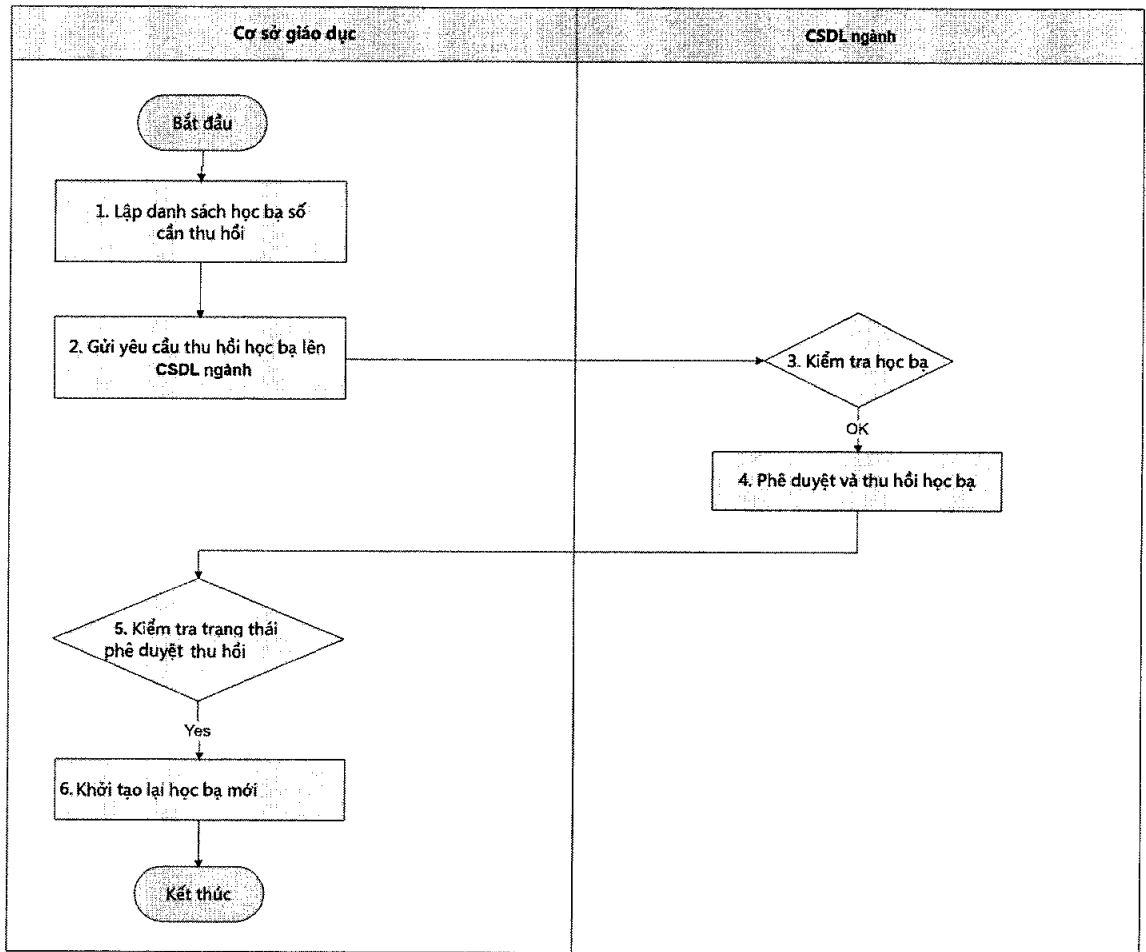 Cơ sở giáo dục
CSDL ngành
Bắt đầu
1. Lập danh sách học bạ số
cần thu hồi
2. Gửi yêu cầu thu hồi học bạ lên
CSDL ngành
3. Kiểm tra học bạ
OK
4. Phê duyệt và thu hồi học bạ
5. Kiểm tra trạng thái
phê duyệt thu hồi
Yes
6. Khởi tạo lại học bạ mới
Kết thúc